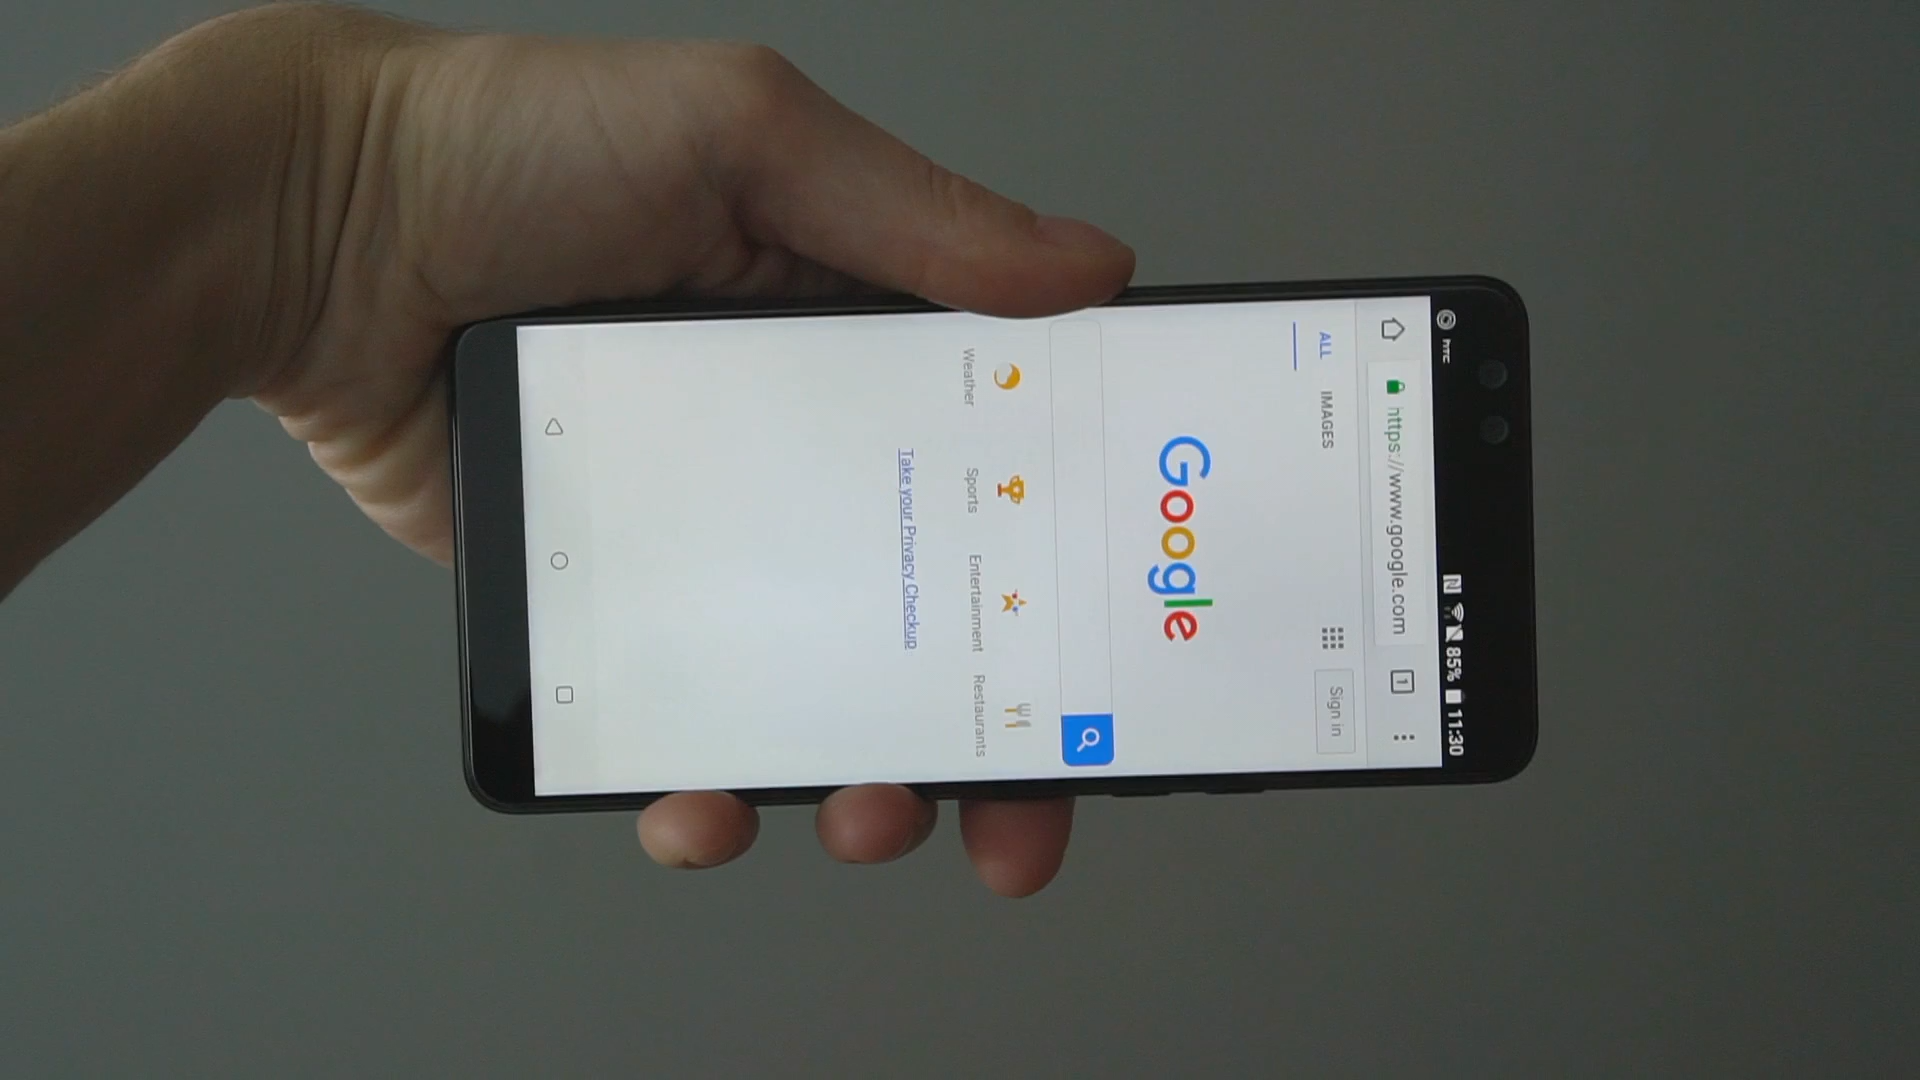 htc 85% 11:30
https://www.google.com 1
ALL IMAGES Sign in
Google
Weather Sports Entertainment Restaurants
Take your Privacy Checkup